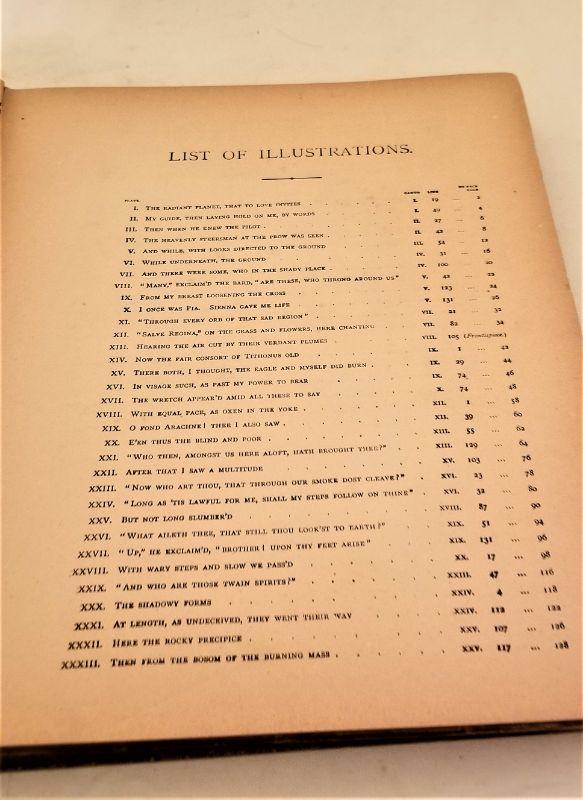 LIST OF ILLUSTRATIONS.
PLATE CANTO LINE TO FACE PAGE
I. THE RADIANT PLANET, THAT TO LOVE INVITES . . . . . I. 19 ... 2
II. MY GUIDE, THEN LAYING HOLD ON ME, BY WORDS . . . . I. 49 ... 4
III. THEN WHEN HE KNEW THE PILOT . . . . . II. 27 ... 6
IV. THE HEAVENLY STEERSMAN AT THE PROW WAS SEEN . . . . II. 42 ... 8
V. AND WHILE, WITH LOOKS DIRECTED TO THE GROUND . . . . III. 54 ... 12
VI. WHILE UNDERNEATH, THE GROUND . . . . . IV. 31 ... 16
VII. AND THERE WERE SOME, WHO IN THE SHADY PLACE . . . . IV. 100 ... 20
VIII. "MANY," EXCLAIM'D THE BARD, "ARE THESE, WHO THRONG AROUND US" V. 42 ... 22
IX. FROM MY BREAST LOOSENING THE CROSS . . . . V. 123 ... 24
X. I ONCE WAS PIA. SIENNA GAVE ME LIFE . . . . V. 131 ... 26
XI. "THROUGH EVERY ORB OF THAT SAD REGION" . . . . VII. 21 ... 32
XII. "SALVE REGINA," ON THE GRASS AND FLOWERS, HERE CHANTING . . VII. 82 ... 34
XIII. HEARING THE AIR CUT BY THEIR VERDANT PLUMES . . . . VIII. 105 (Frontispiece.)
XIV. NOW THE FAIR CONSORT OF TITHONUS OLD . . . . IX. 1 ... 42
XV. THERE BOTH, I THOUGHT, THE EAGLE AND MYSELF DID BURN . . . IX. 29 ... 44
XVI. IN VISAGE SUCH, AS PAST MY POWER TO BEAR . . . . IX. 74 ... 46
XVII. THE WRETCH APPEAR'D AMID ALL THESE TO SAY . . . . X. 74 ... 48
XVIII. WITH EQUAL PACE, AS OXEN IN THE YOKE . . . . XII. 1 ... 58
XIX. O FOND ARACHNE! THEE I ALSO SAW . . . . . XII. 39 ... 60
XX. E'EN THUS THE BLIND AND POOR . . . . . XIII. 55 ... 62
XXI. "WHO THEN, AMONGST US HERE ALOFT, HATH BROUGHT THEE?" . . XIII. 129 ... 64
XXII. AFTER THAT I SAW A MULTITUDE . . . . . XV. 103 ... 76
XXIII. "NOW WHO ART THOU, THAT THROUGH OUR SMOKE DOST CLEAVE?" . . XVI. 23 ... 78
XXIV. "LONG AS 'TIS LAWFUL FOR ME, SHALL MY STEPS FOLLOW ON THINE" . XVI. 32 ... 80
XXV. BUT NOT LONG SLUMBER'D . . . . . XVIII. 87 ... 90
XXVI. "WHAT AILETH THEE, THAT STILL THOU LOOK'ST TO EARTH?" . . XIX. 51 ... 94
XXVII. "UP," HE EXCLAIM'D, "BROTHER! UPON THY FEET ARISE" . . . XIX. 131 ... 96
XXVIII. WITH WARY STEPS AND SLOW WE PASS'D . . . . XX. 17 ... 98
XXIX. "AND WHO ARE THOSE TWAIN SPIRITS?" . . . . XXIII. 47 ... 116
XXX. THE SHADOWY FORMS . . . . . XXIV. 4 ... 118
XXXI. AT LENGTH, AS UNDECEIVED, THEY WENT THEIR WAY . . . . XXIV. 112 ... 122
XXXII. HERE THE ROCKY PRECIPICE . . . . . XXV. 107 ... 126
XXXIII. THEN FROM THE BOSOM OF THE BURNING MASS . . . . XXV. 117 ... 128